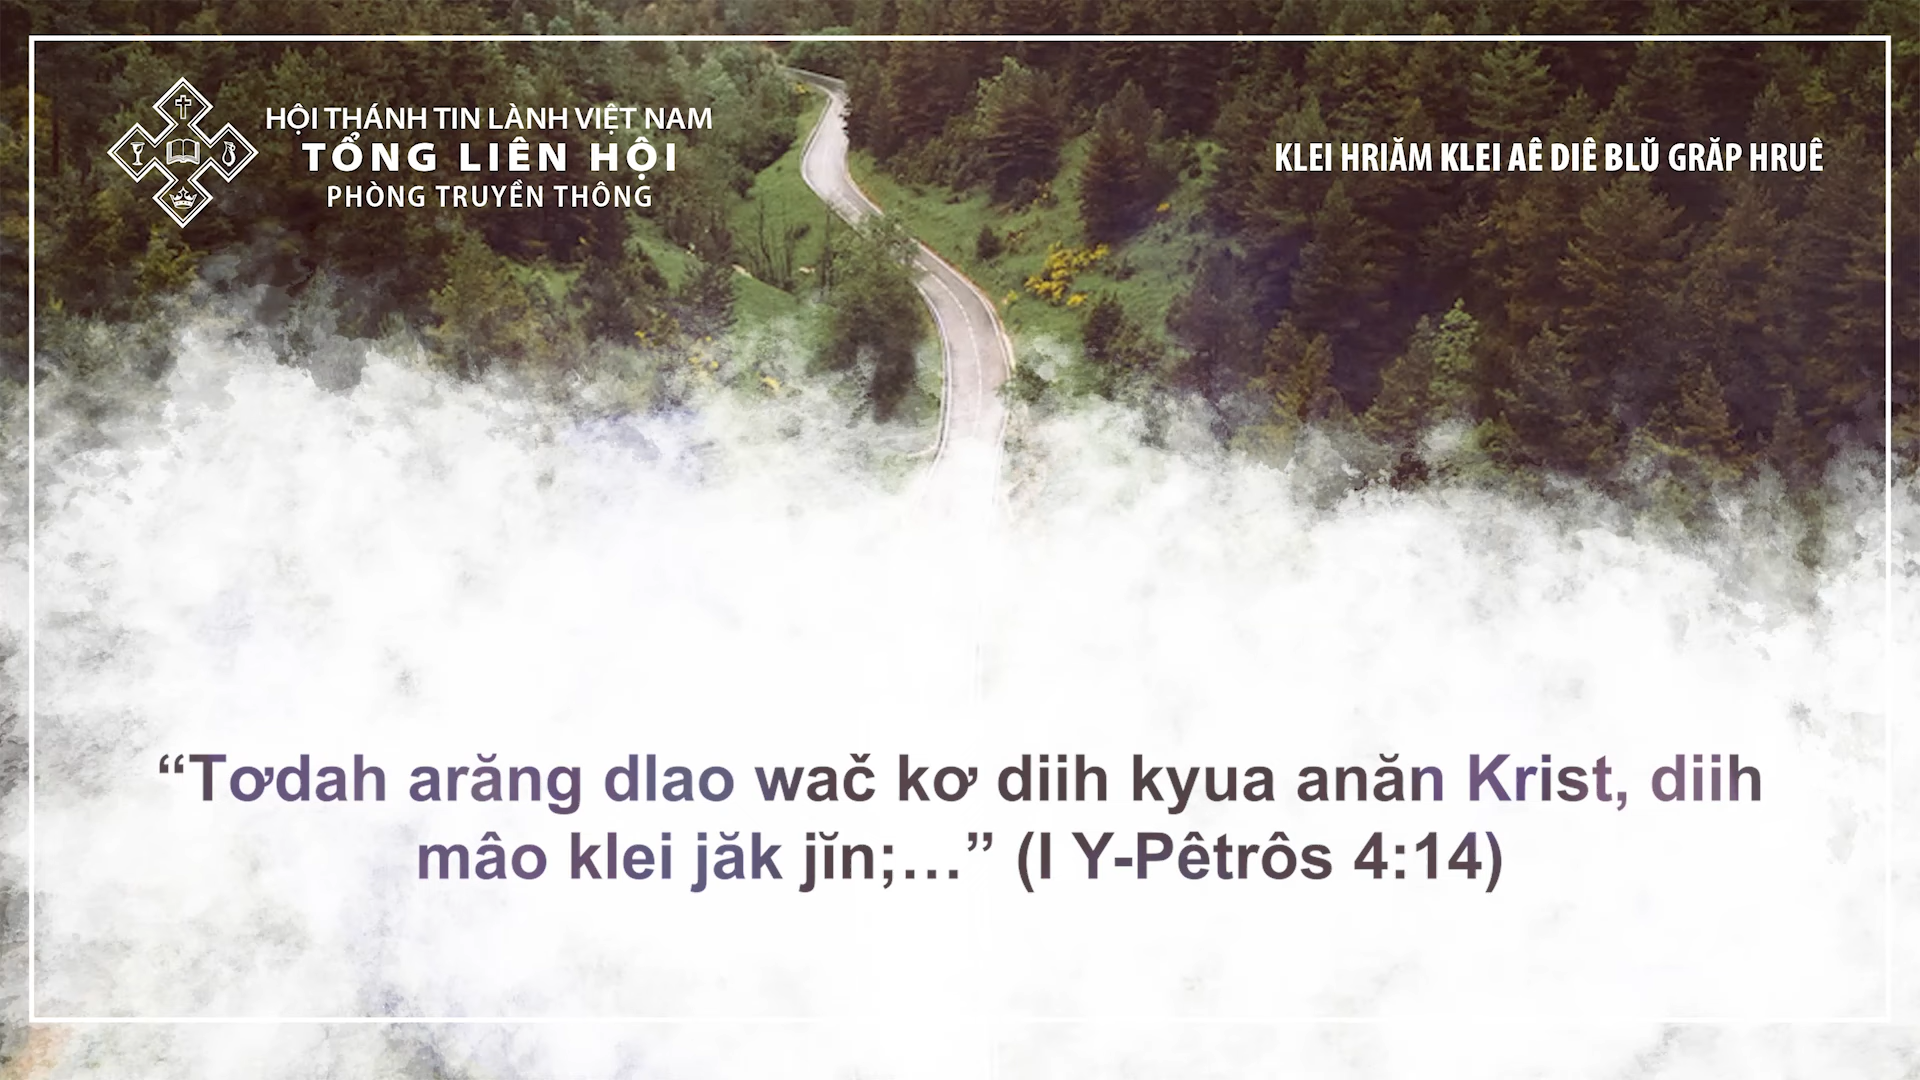 HỘI THÁNH TIN LÀNH VIỆT NAM
TỔNG LIÊN HỘI
PHÒNG TRUYỀN THÔNG
KLEI HRIĂM KLEI AÊ DIÊ BLŬ GRĂP HRUÊ
“Tơdah arăng dlao wač kơ diih kyua anăn Krist, diih
mâo klei jăk jĭn;…” (I Y-Pêtrôs 4:14)